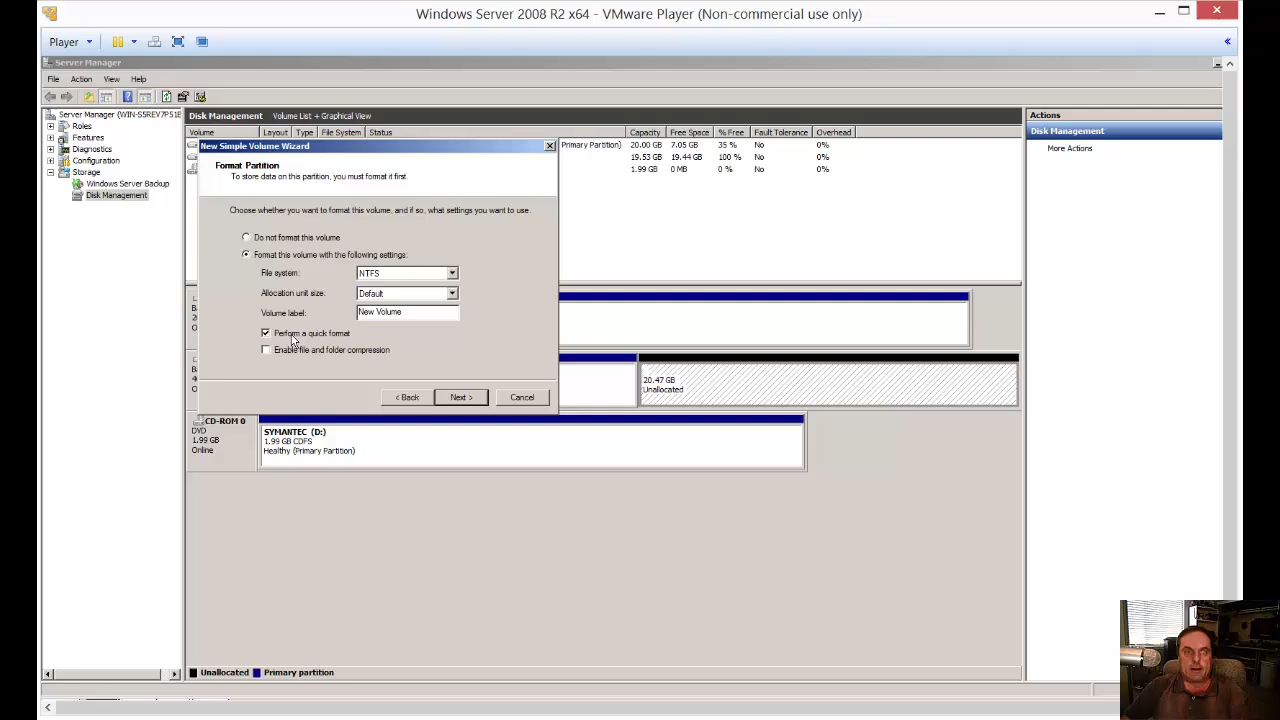 Windows Server 2008 R2 x64 - VMware Player (Non-commercial use only)
Player
Server Manager
File Action View Help
Server Manager (WIN-S5REV7P51E
Roles
Features
Diagnostics
Configuration
Storage
Windows Server Backup
Disk Management
Disk Management Volume List + Graphical View
Volume Layout Type File System Status Capacity Free Space % Free Fault Tolerance Overhead
Primary Partition) 20.00 GB 7.05 GB 35 % No 0%
19.53 GB 19.44 GB 100 % No 0%
1.99 GB 0 MB 0 % No 0%
New Simple Volume Wizard
Format Partition
To store data on this partition, you must format it first.
Choose whether you want to format this volume, and if so, what settings you want to use.
Do not format this volume
Format this volume with the following settings:
File system: NTFS
Allocation unit size: Default
Volume label: New Volume
Perform a quick format
Enable file and folder compression
< Back Next > Cancel
20.47 GB
Unallocated
CD-ROM 0
DVD
1.99 GB
Online
SYMANTEC (D:)
1.99 GB CDFS
Healthy (Primary Partition)
Unallocated Primary partition
Actions
Disk Management
More Actions